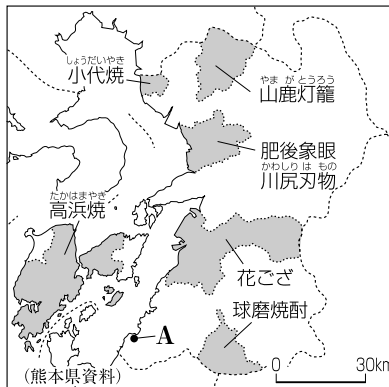 しょうだいやき
小代焼
やまがとうろう
山鹿灯籠
肥後象眼
かわしりはもの
川尻刃物
たかはまやき
高浜焼
花ござ
球磨焼酎
A
0 30km
(熊本県資料)